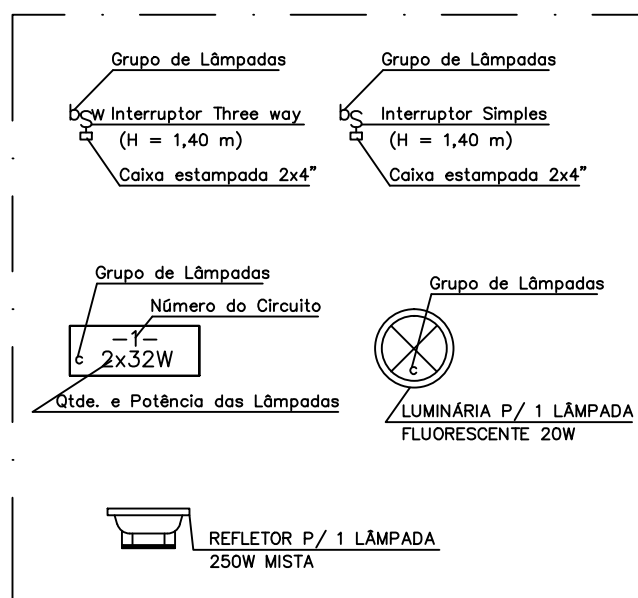 Grupo de Lâmpadas
b
Sw Interruptor Three way
(H = 1,40 m)
Caixa estampada 2x4"
Grupo de Lâmpadas
b
S Interruptor Simples
(H = 1,40 m)
Caixa estampada 2x4"
Grupo de Lâmpadas
Número do Circuito
-1-
c 2x32W
Qtde. e Potência das Lâmpadas
Grupo de Lâmpadas
c
LUMINÁRIA P/ 1 LÂMPADA
FLUORESCENTE 20W
REFLETOR P/ 1 LÂMPADA
250W MISTA